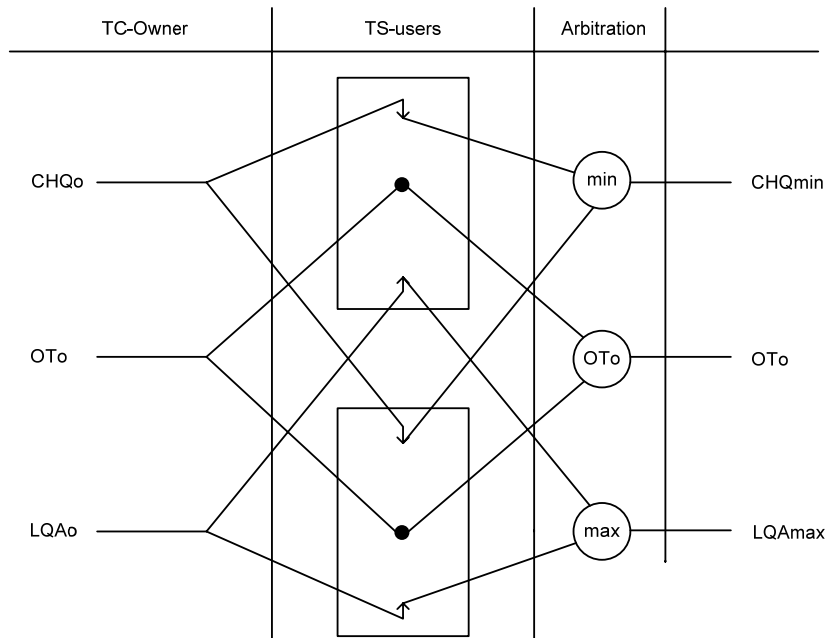 TC-Owner TS-users Arbitration
CHQo min CHQmin
OTo OTo OTo
LQAo max LQAmax